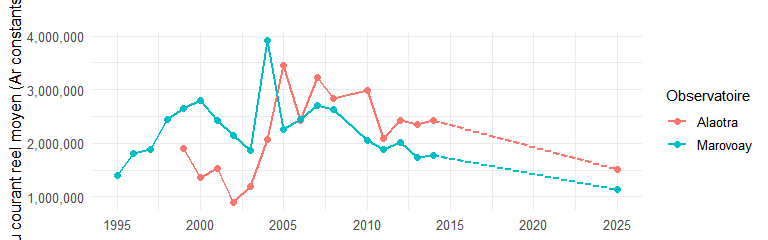 u courant reel moyen (Ar constants
4,000,000
3,000,000
2,000,000
1,000,000
1995 2000 2005 2010 2015 2020 2025
Observatoire
Alaotra
Marovoay